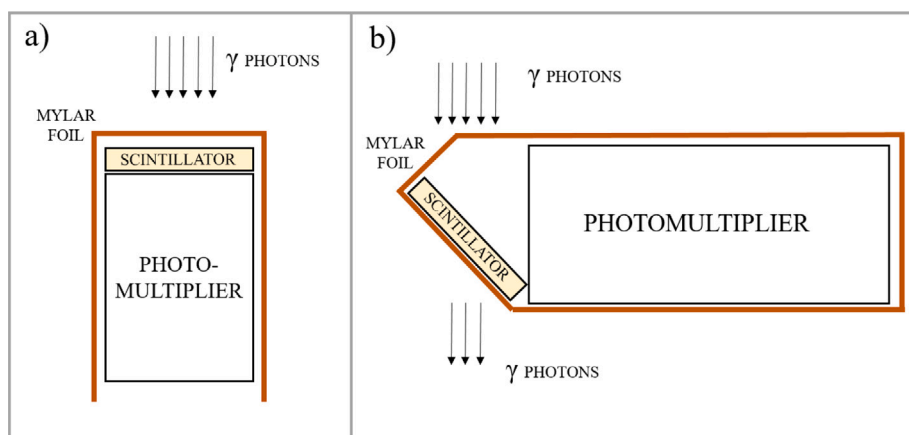 a)
γ PHOTONS
MYLAR
FOIL
SCINTILLATOR
PHOTO-
MULTIPLIER
b)
γ PHOTONS
MYLAR
FOIL
SCINTILLATOR
PHOTOMULTIPLIER
γ PHOTONS